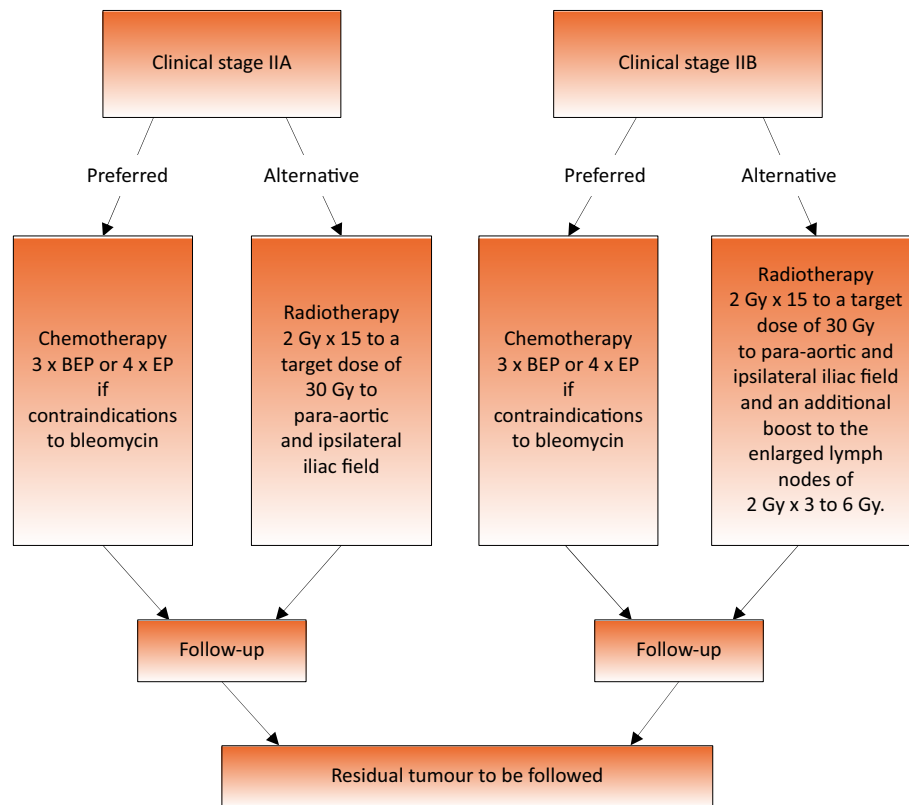 Clinical stage IIA
Clinical stage IIB
Preferred
Alternative
Preferred
Alternative
Chemotherapy
3 x BEP or 4 x EP
if
contraindications
to bleomycin
Radiotherapy
2 Gy x 15 to a
target dose of
30 Gy to
para-aortic
and ipsilateral
iliac field
Chemotherapy
3 x BEP or 4 x EP
if
contraindications
to bleomycin
Radiotherapy
2 Gy x 15 to a target
dose of 30 Gy
to para-aortic and
ipsilateral iliac field
and an additional
boost to the
enlarged lymph
nodes of
2 Gy x 3 to 6 Gy.
Follow-up
Follow-up
Residual tumour to be followed